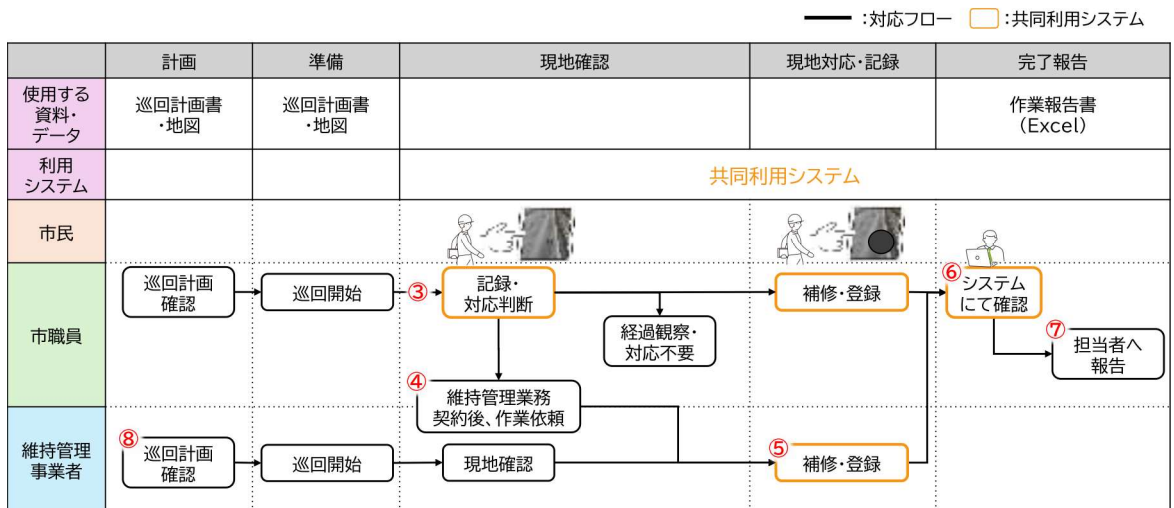 :対応フロー :共同利用システム
計画 準備 現地確認 現地対応・記録 完了報告
使用する
資料・
データ
巡回計画書
・地図
巡回計画書
・地図
作業報告書
(Excel)
利用
システム
共同利用システム
市民
市職員
巡回計画
確認
巡回開始
③
記録・
対応判断
経過観察・
対応不要
④
維持管理業務
契約後、作業依頼
補修・登録
⑥
システム
にて確認
⑦
担当者へ
報告
維持管理
事業者
⑧
巡回計画
確認
巡回開始
現地確認
⑤
補修・登録